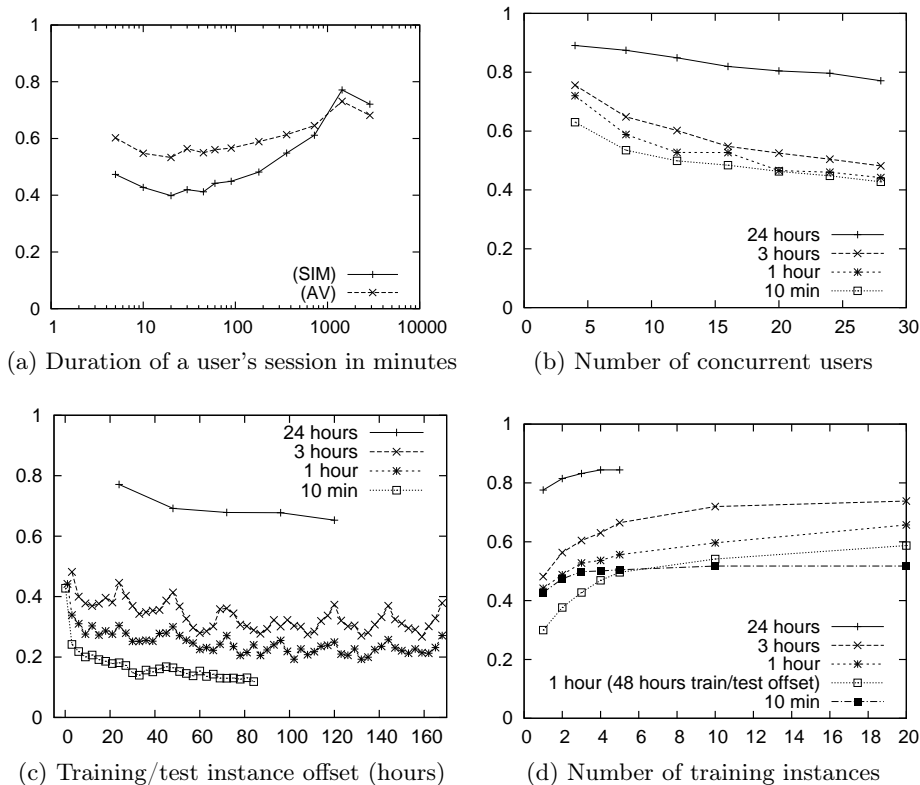 1
0.8
0.6
0.4
0.2
0
(SIM)
(AV)
1 10 100 1000 10000
(a) Duration of a user's session in minutes
1
0.8
0.6
0.4
0.2
0
24 hours
3 hours
1 hour
10 min
0 5 10 15 20 25 30
(b) Number of concurrent users
1
0.8
0.6
0.4
0.2
0
24 hours
3 hours
1 hour
10 min
0 20 40 60 80 100 120 140 160
(c) Training/test instance offset (hours)
1
0.8
0.6
0.4
0.2
0
24 hours
3 hours
1 hour
1 hour (48 hours train/test offset)
10 min
0 2 4 6 8 10 12 14 16 18 20
(d) Number of training instances